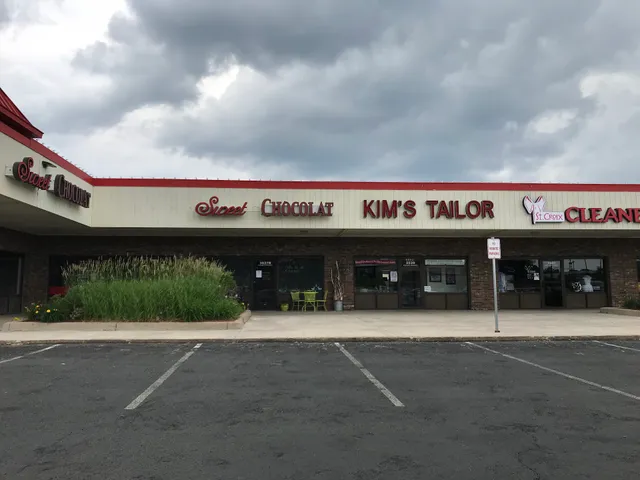 Sweet CHOCOLAT
Sweet CHOCOLAT
KIM'S TAILOR
ST. CROIX CLEANE